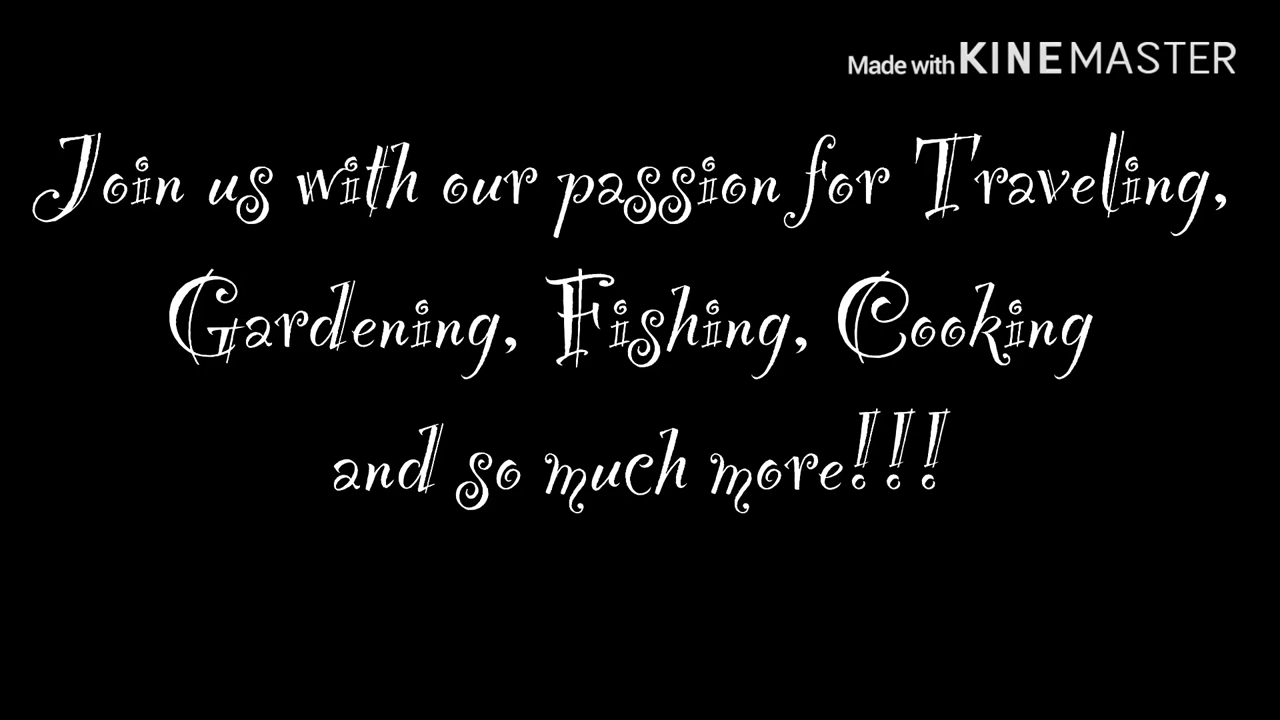 Made with KINEMASTER
Join us with our passion for Traveling,
Gardening, Fishing, Cooking
and so much more!!!